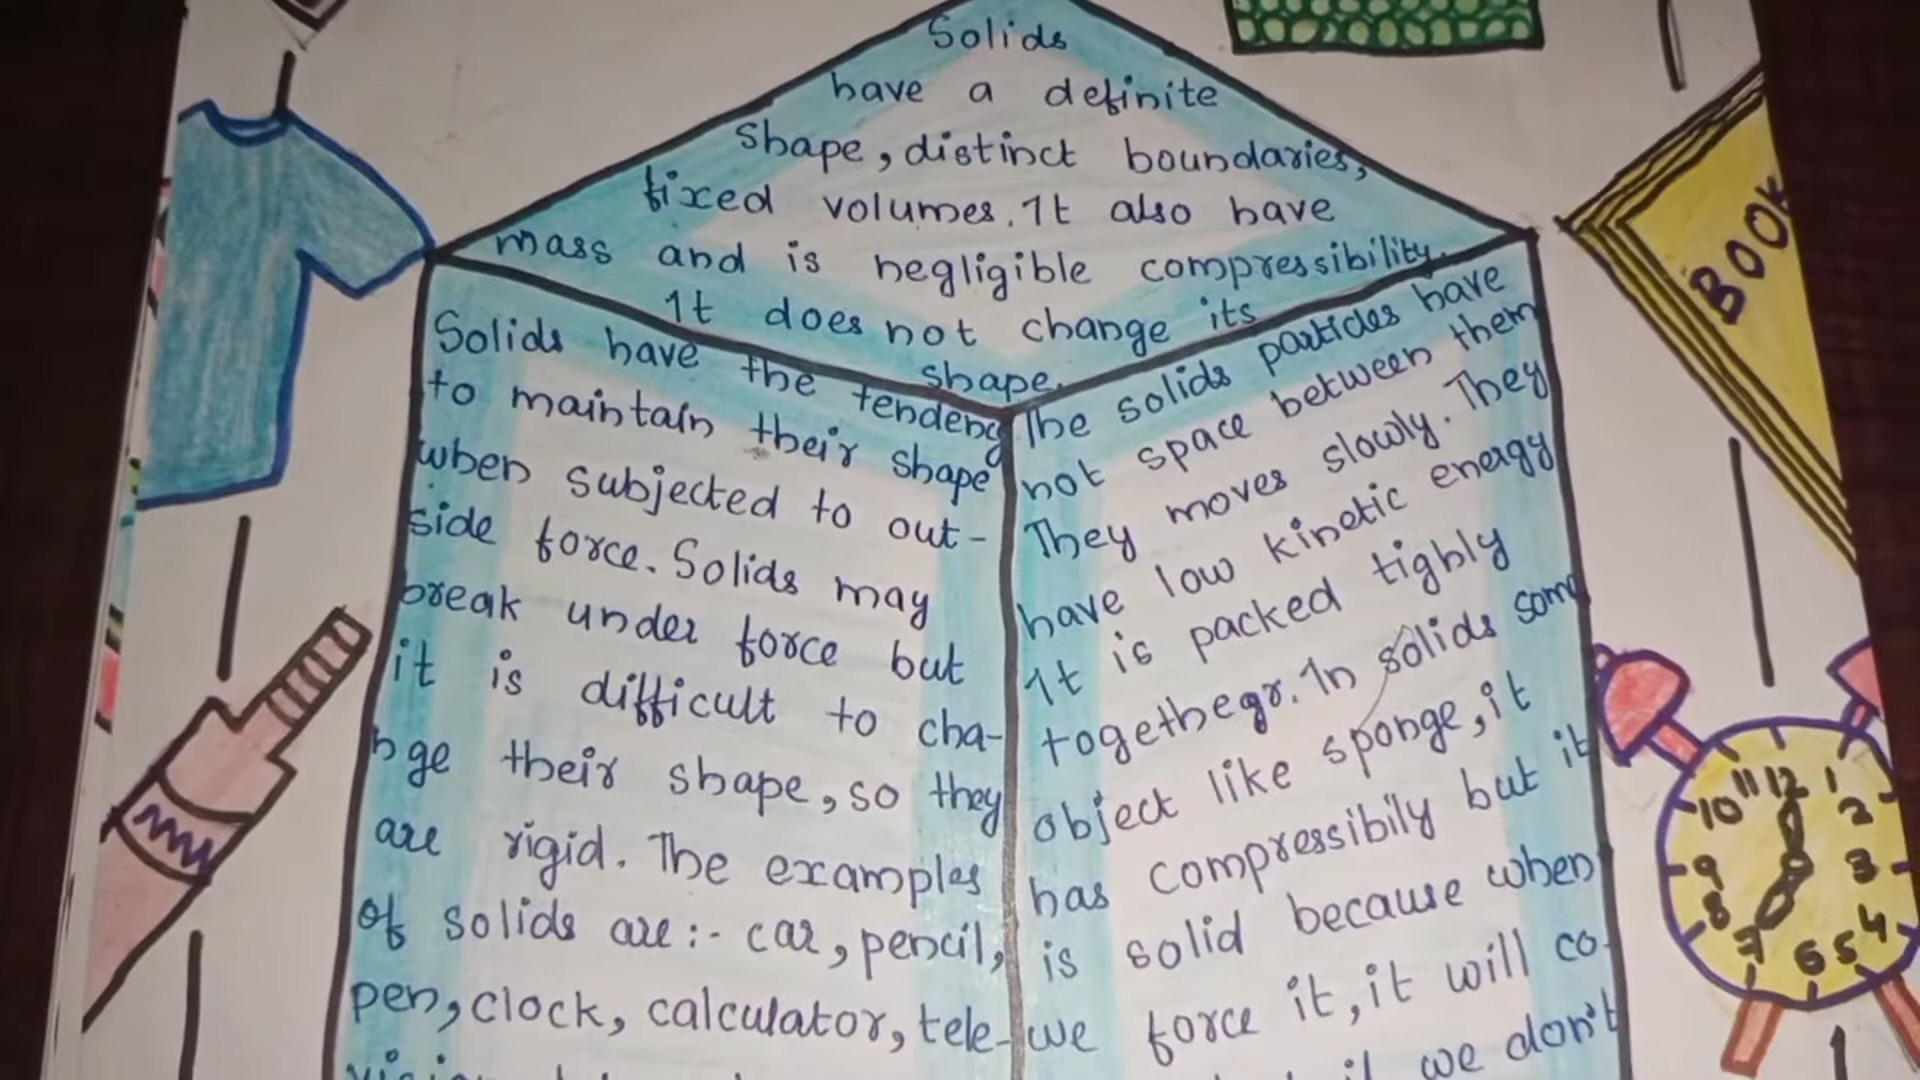 Solids
have a definite
shape, distinct boundaries,
fixed volumes. It also have
mass and is negligible compressibility.
It does not change its
shape.
Solids have the tendency
to maintain their shape
when subjected to out-
side force. Solids may
break under force but
it is difficult to cha-
nge their shape, so they
are rigid. The examples
of solids are:- car, pencil,
pen, clock, calculator, tele-
The solids particles have
not space between them
They moves slowly. They
have low kinetic energy
It is packed tighly
togethegr. In solids some
object like sponge, it
has compressibily but it
is solid because when
we force it, it will co-
we don't
BOOK
11 12 1
10 2
9 3
8 4
7 6 5